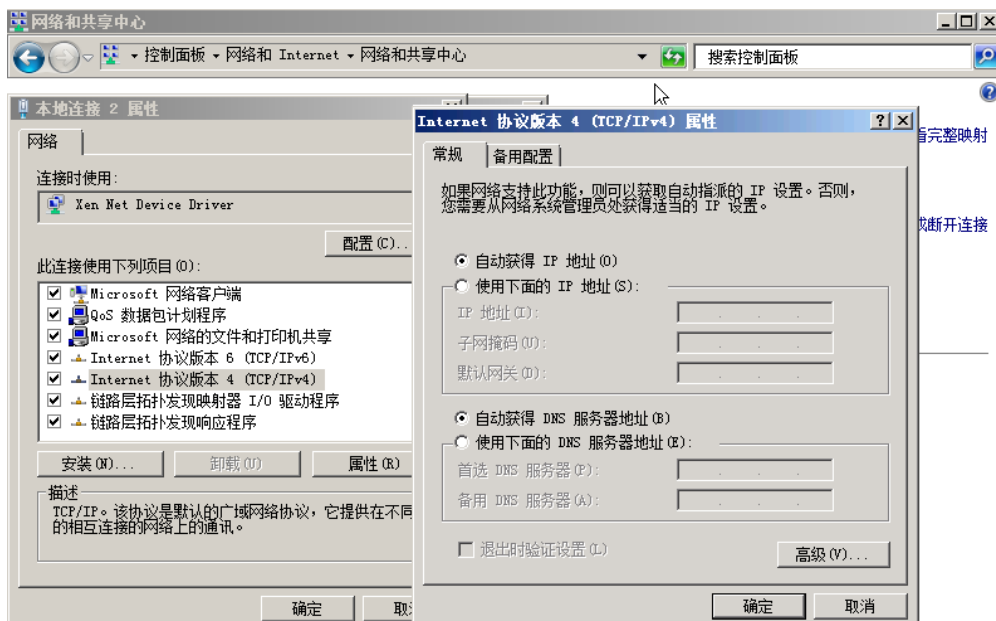 网络和共享中心
控制面板 网络和 Internet 网络和共享中心
搜索控制面板
看完整映射
或断开连接
本地连接 2 属性
网络
连接时使用:
Xen Net Device Driver
配置(C)..
此连接使用下列项目(O):
Microsoft 网络客户端
QoS 数据包计划程序
Microsoft 网络的文件和打印机共享
Internet 协议版本 6 (TCP/IPv6)
Internet 协议版本 4 (TCP/IPv4)
链路层拓扑发现映射器 I/O 驱动程序
链路层拓扑发现响应程序
安装(N)... 卸载(U) 属性(R)
描述
TCP/IP。该协议是默认的广域网络协议，它提供在不同
的相互连接的网络上的通讯。
确定
Internet 协议版本 4 (TCP/IPv4) 属性
常规 备用配置
如果网络支持此功能，则可以获取自动指派的 IP 设置。否则，
您需要从网络系统管理员处获得适当的 IP 设置。
自动获得 IP 地址(O)
使用下面的 IP 地址(S):
IP 地址(I):
子网掩码(U):
默认网关(D):
自动获得 DNS 服务器地址(B)
使用下面的 DNS 服务器地址(E):
首选 DNS 服务器(P):
备用 DNS 服务器(A):
退出时验证设置(L)
高级(V)...
确定 取消